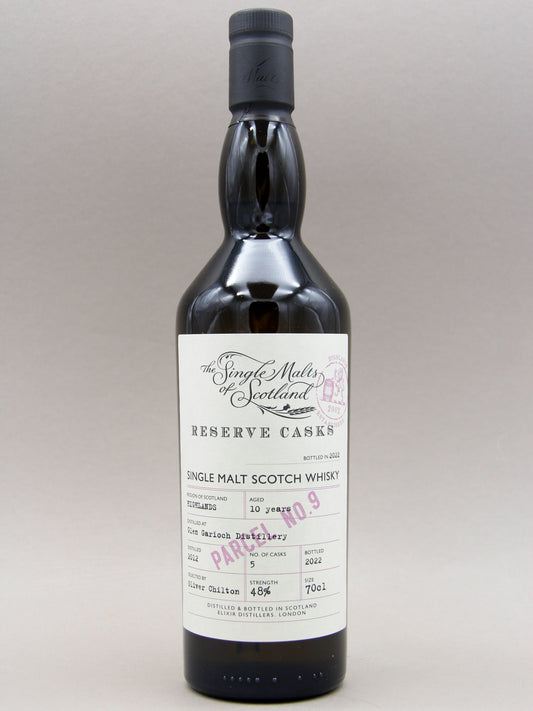 Malts
The Single Malts
of Scotland
HIGHLAND
RESERVE CASKS
BOTTLED IN 2022
SINGLE MALT SCOTCH WHISKY
REGION OF SCOTLAND
HIGHLANDS
AGED
10 years
DISTILLED AT
Glen Garioch Distillery
PARCEL NO.9
DISTILLED
2012
NO. OF CASKS
5
BOTTLED
2022
SELECTED BY
Oliver Chilton
STRENGTH
48%
SIZE
70cl
DISTILLED & BOTTLED IN SCOTLAND
ELIXIR DISTILLERS, LONDON